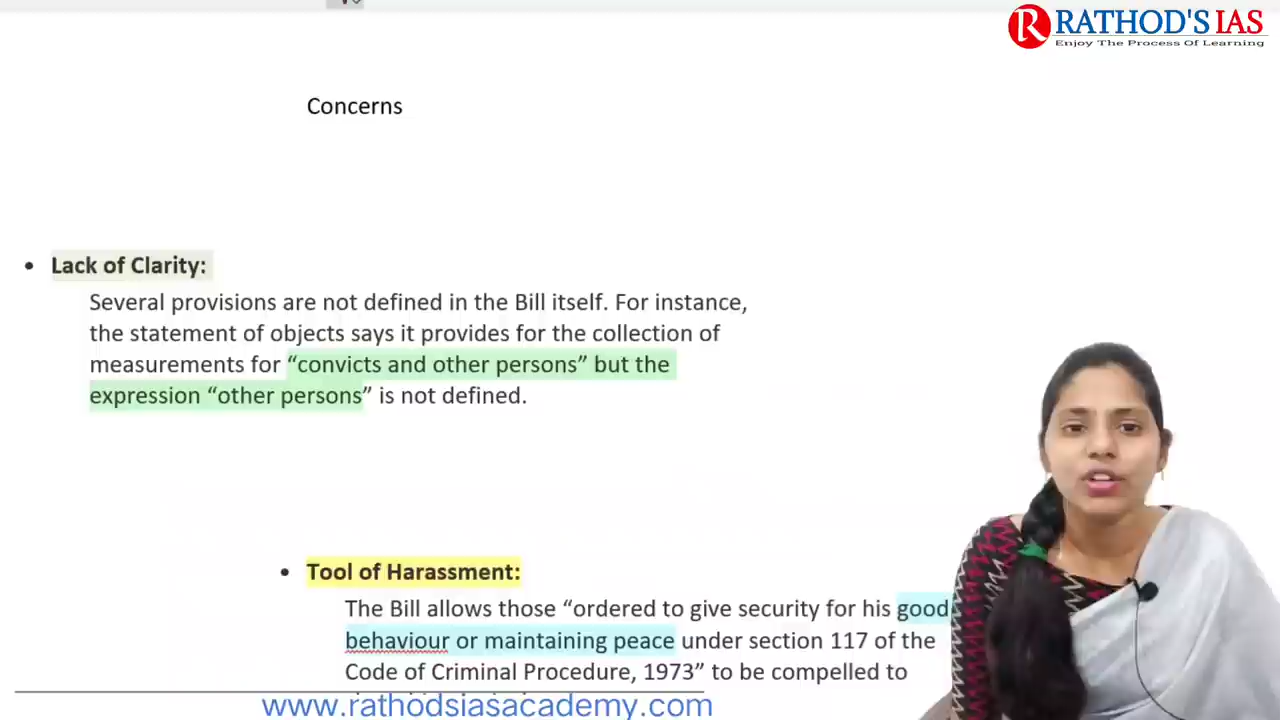 RATHOD'S IAS
Enjoy The Process Of Learning
Concerns
• Lack of Clarity:
Several provisions are not defined in the Bill itself. For instance,
the statement of objects says it provides for the collection of
measurements for “convicts and other persons” but the
expression “other persons” is not defined.
• Tool of Harassment:
The Bill allows those “ordered to give security for his good
behaviour or maintaining peace under section 117 of the
Code of Criminal Procedure, 1973” to be compelled to
www.rathodsiasacademy.com